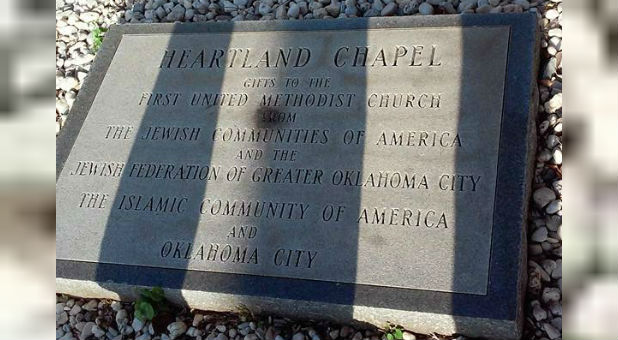 HEARTLAND CHAPEL
GIFTS TO THE
FIRST UNITED METHODIST CHURCH
FROM
THE JEWISH COMMUNITIES OF AMERICA
AND THE
JEWISH FEDERATION OF GREATER OKLAHOMA CITY
THE ISLAMIC COMMUNITY OF AMERICA
AND
OKLAHOMA CITY